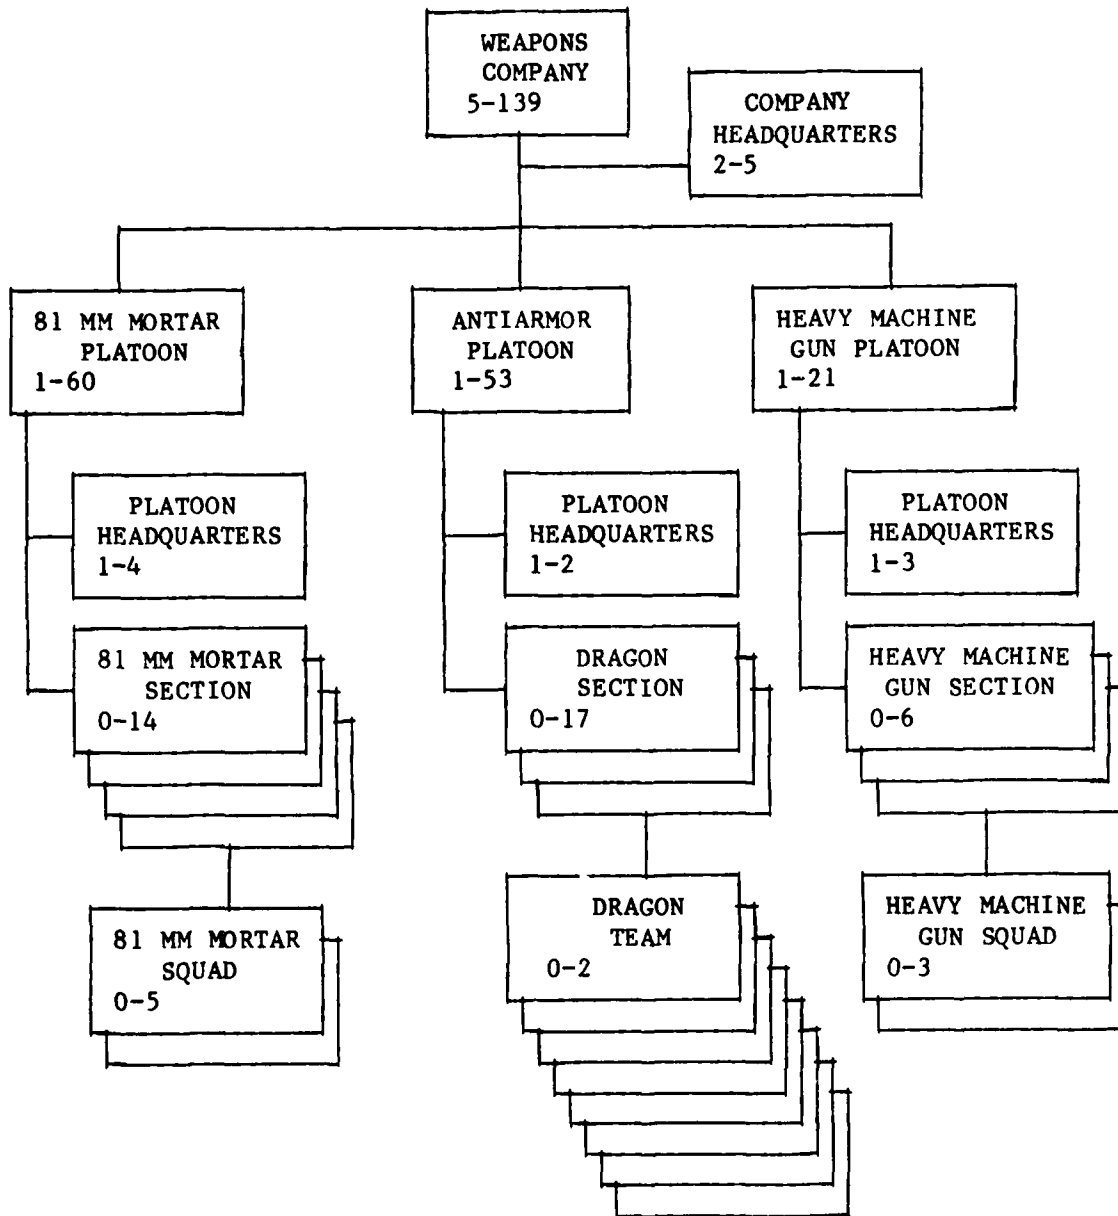 WEAPONS
COMPANY
5-139
COMPANY
HEADQUARTERS
2-5
81 MM MORTAR
PLATOON
1-60
ANTIARMOR
PLATOON
1-53
HEAVY MACHINE
GUN PLATOON
1-21
PLATOON
HEADQUARTERS
1-4
PLATOON
HEADQUARTERS
1-2
PLATOON
HEADQUARTERS
1-3
81 MM MORTAR
SECTION
0-14
DRAGON
SECTION
0-17
HEAVY MACHINE
GUN SECTION
0-6
81 MM MORTAR
SQUAD
0-5
DRAGON
TEAM
0-2
HEAVY MACHINE
GUN SQUAD
0-3